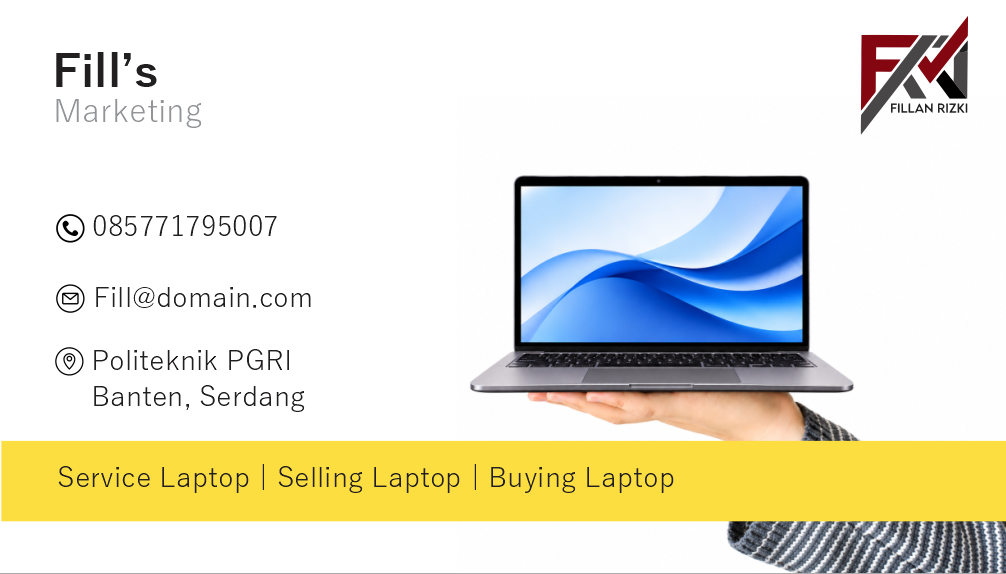 Fill’s
Marketing
FILLAN RIZKI
085771795007
Fill@domain.com
Politeknik PGRI
Banten, Serdang
Service Laptop | Selling Laptop | Buying Laptop